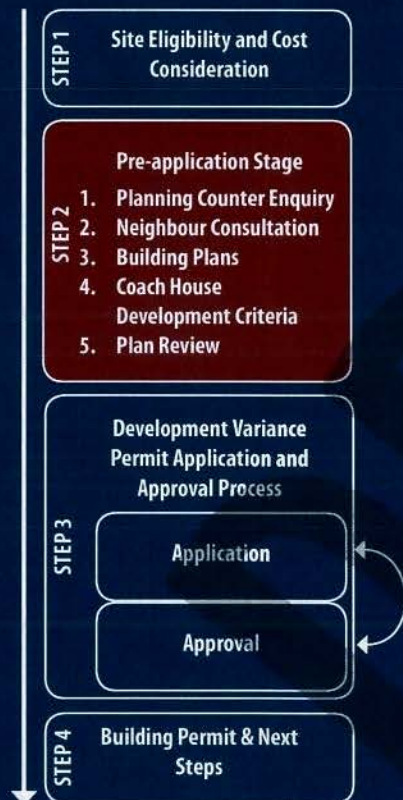 STEP 1
Site Eligibility and Cost
Consideration
STEP 2
Pre-application Stage
1. Planning Counter Enquiry
2. Neighbour Consultation
3. Building Plans
4. Coach House
Development Criteria
5. Plan Review
STEP 3
Development Variance
Permit Application and
Approval Process
Application
Approval
STEP 4
Building Permit & Next
Steps